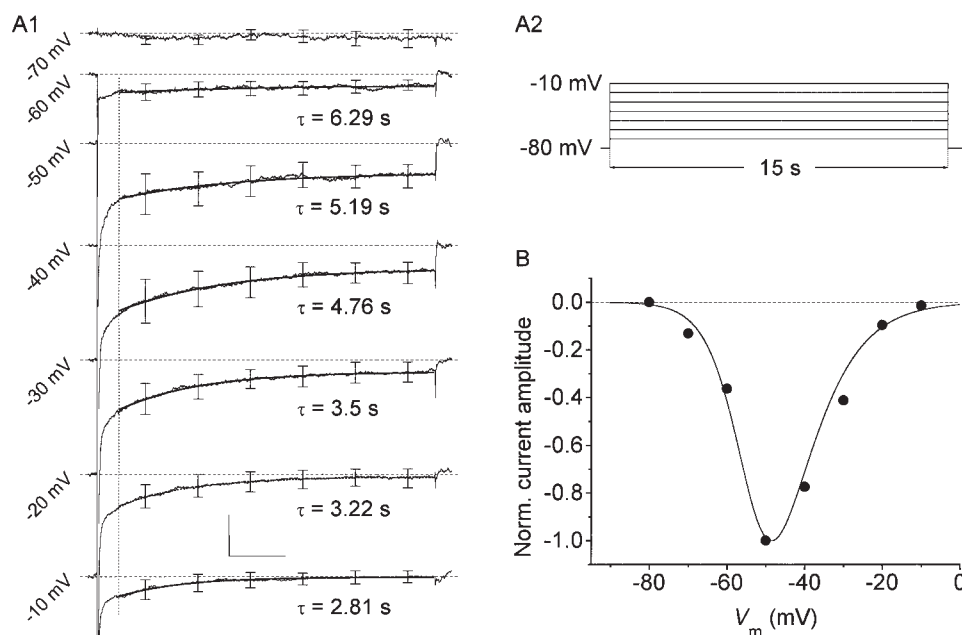 A1
-70 mV
-60 mV
τ = 6.29 s
-50 mV
τ = 5.19 s
-40 mV
τ = 4.76 s
-30 mV
τ = 3.5 s
-20 mV
τ = 3.22 s
-10 mV
τ = 2.81 s
A2
-10 mV
-80 mV
15 s
B
Norm. current amplitude
0.0
-0.2
-0.4
-0.6
-0.8
-1.0
-80
-60
-40
-20
0
Vm (mV)